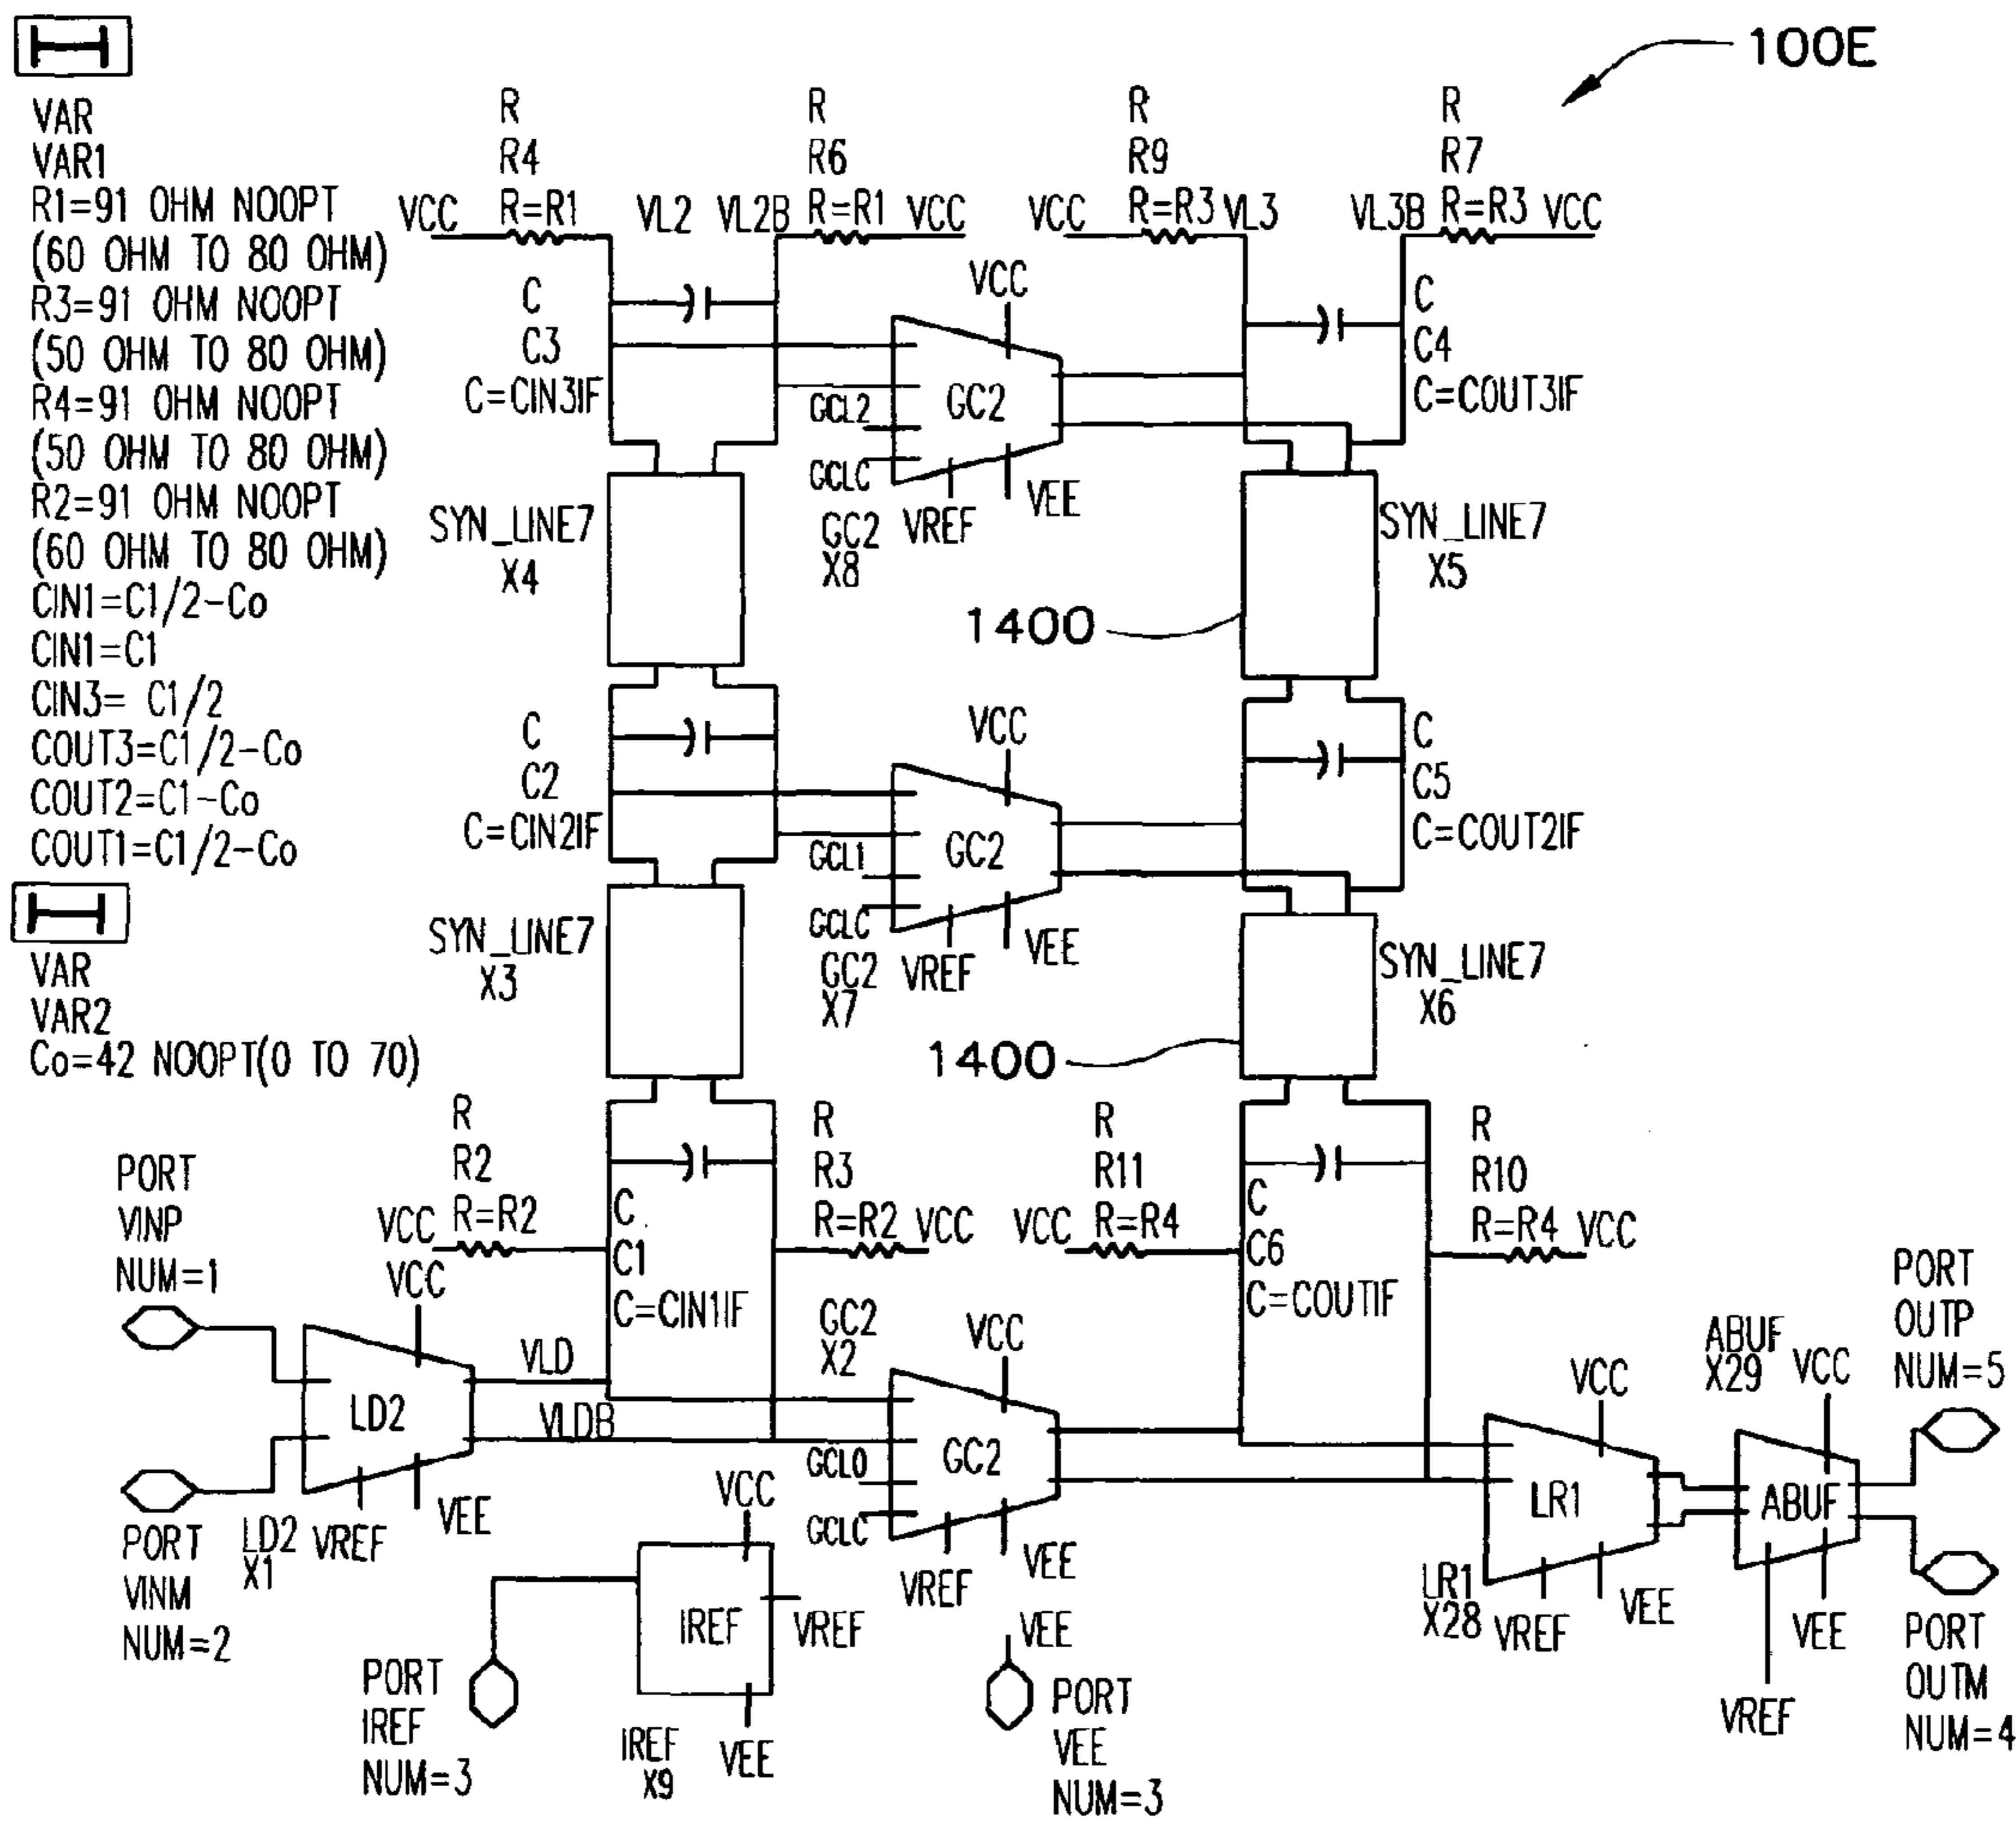 100E
VAR
VAR1
R1=91 OHM NOOPT
(60 OHM TO 80 OHM)
R3=91 OHM NOOPT
(50 OHM TO 80 OHM)
R4=91 OHM NOOPT
(50 OHM TO 80 OHM)
R2=91 OHM NOOPT
(60 OHM TO 80 OHM)
CIN1=C1/2-Co
CIN1=C1
CIN3= C1/2
COUT3=C1/2-Co
COUT2=C1-Co
COUT1=C1/2-Co
VAR
VAR2
Co=42 NOOPT(0 TO 70)
R
R4
R=R1
VCC
VL2
VL2B
R
R6
R=R1
VCC
R
R9
R=R3
VCC
VL3
VL3B
R
R7
R=R3
VCC
C
C3
C=CIN3IF
VCC
GC2
GCL2
GCLC
VREF
VEE
GC2
X8
C
C4
C=COUT3IF
SYN_LINE7
X4
SYN_LINE7
X5
1400
C
C2
C=CIN2IF
VCC
GC2
GCL1
GCLC
VREF
VEE
GC2
X7
C
C5
C=COUT2IF
SYN_LINE7
X3
SYN_LINE7
X6
1400
R
R2
R=R2
VCC
C
C1
C=CIN1IF
R
R3
R=R2
VCC
R
R11
R=R4
VCC
C
C6
C=COUTIF
R
R10
R=R4
VCC
PORT
VINP
NUM=1
VCC
LD2
VLD
VLDB
VREF
VEE
LD2
X1
PORT
VINM
NUM=2
GC2
X2
VCC
GC2
GCL0
GCLC
VREF
VEE
VCC
LR1
VREF
VEE
LR1
X28
ABUF
X29
VCC
ABUF
VEE
VREF
PORT
OUTP
NUM=5
PORT
OUTM
NUM=4
PORT
IREF
NUM=3
VCC
IREF
VREF
VEE
IREF
X9
VEE
PORT
VEE
NUM=3